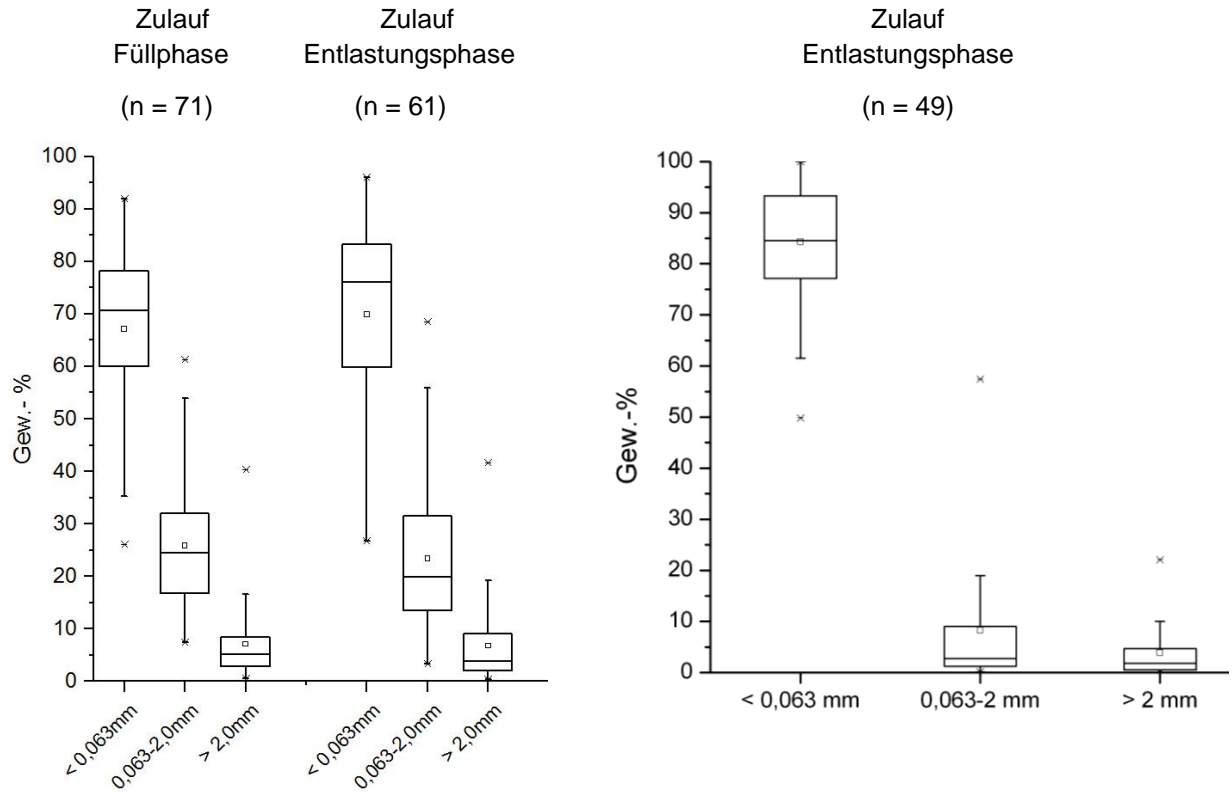 Zulauf
Füllphase
(n = 71)
Zulauf
Entlastungsphase
(n = 61)
Zulauf
Entlastungsphase
(n = 49)
Gew.- %
100
90
80
70
60
50
40
30
20
10
0
< 0,063mm
0,063-2,0mm
> 2,0mm
< 0,063mm
0,063-2,0mm
> 2,0mm
Gew.-%
100
90
80
70
60
50
40
30
20
10
0
< 0,063 mm
0,063-2 mm
> 2 mm